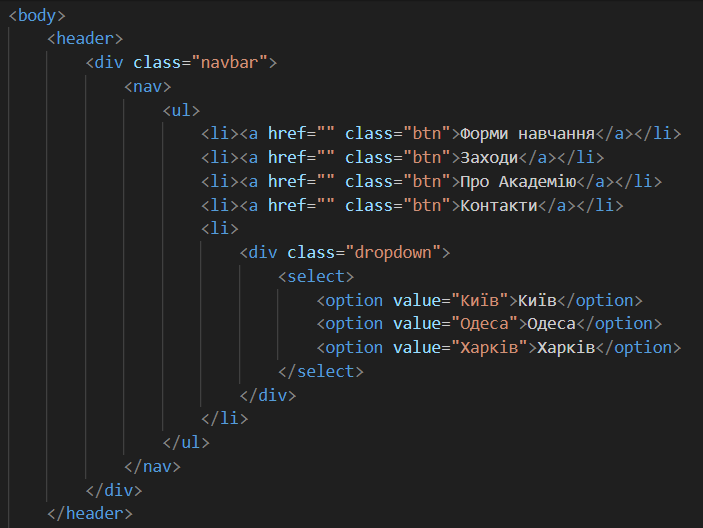 <body>
<header>
<div class="navbar">
<nav>
<ul>
<li><a href="" class="btn">Форми навчання</a></li>
<li><a href="" class="btn">Заходи</a></li>
<li><a href="" class="btn">Про Академію</a></li>
<li><a href="" class="btn">Контакти</a></li>
<li>
<div class="dropdown">
<select>
<option value="Київ">Київ</option>
<option value="Одеса">Одеса</option>
<option value="Харків">Харків</option>
</select>
</div>
</li>
</ul>
</nav>
</div>
</header>